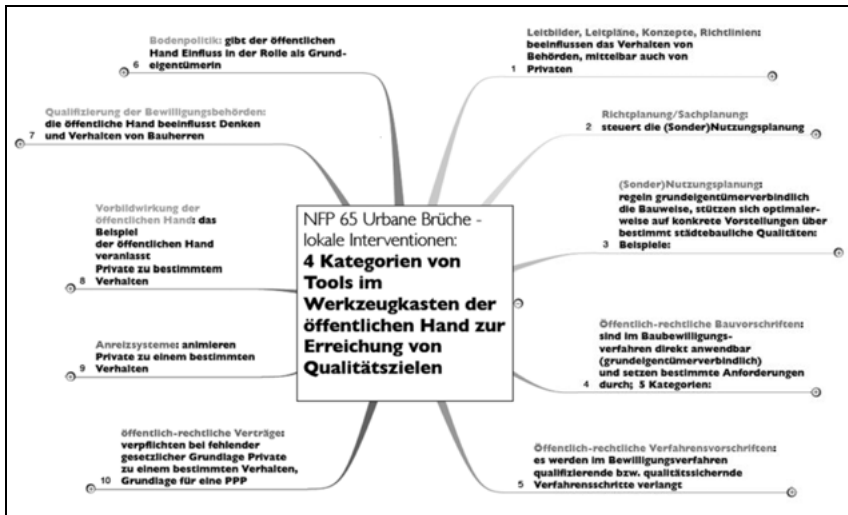 NFP 65 Urbane Brüche -
lokale Interventionen:
4 Kategorien von
Tools im
Werkzeugkasten der
öffentlichen Hand zur
Erreichung von
Qualitätszielen
Leitbilder, Leitpläne, Konzepte, Richtlinien:
beeinflussen das Verhalten von
Behörden, mittelbar auch von
1 Privaten
Richtplanung/Sachplanung:
2 steuert die (Sonder)Nutzungsplanung
(Sonder)Nutzungsplanung:
regeln grundeigentümerverbindlich
die Bauweise, stützen sich optimaler-
weise auf konkrete Vorstellungen über
bestimmt städtebauliche Qualitäten:
3 Beispiele:
Öffentlich-rechtliche Bauvorschriften:
sind im Baubewilligungs-
verfahren direkt anwendbar
(grundeigentümerverbindlich)
und setzen bestimmte Anforderungen
4 durch; 5 Kategorien:
Öffentlich-rechtliche Verfahrensvorschriften:
es werden im Bewilligungsverfahren
qualifizierende bzw. qualitätssichernde
5 Verfahrensschritte verlangt
Bodenpolitik: gibt der öffentlichen
Hand Einfluss in der Rolle als Grund-
6 eigentümerin
Qualifizierung der Bewilligungsbehörden:
die öffentliche Hand beeinflusst Denken
7 und Verhalten von Bauherren
Vorbildwirkung der
öffentlichen Hand: das
Beispiel
der öffentlichen Hand
veranlasst
Private zu bestimmtem
8 Verhalten
Anreizsysteme: animieren
Private zu einem bestimmten
9 Verhalten
öffentlich-rechtliche Verträge:
verpflichten bei fehlender
gesetzlicher Grundlage Private
zu einem bestimmten Verhalten,
10 Grundlage für eine PPP